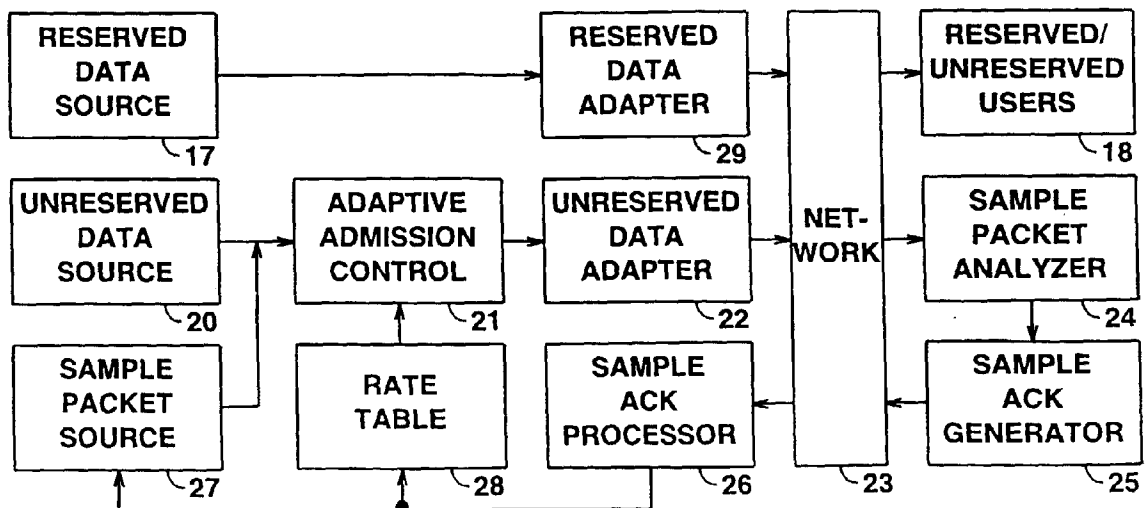 RESERVED
DATA
SOURCE
17
RESERVED
DATA
ADAPTER
29
RESERVED/
UNRESERVED
USERS
18
UNRESERVED
DATA
SOURCE
20
ADAPTIVE
ADMISSION
CONTROL
21
UNRESERVED
DATA
ADAPTER
22
NET-
WORK
23
SAMPLE
PACKET
ANALYZER
24
SAMPLE
PACKET
SOURCE
27
RATE
TABLE
28
SAMPLE
ACK
PROCESSOR
26
SAMPLE
ACK
GENERATOR
25